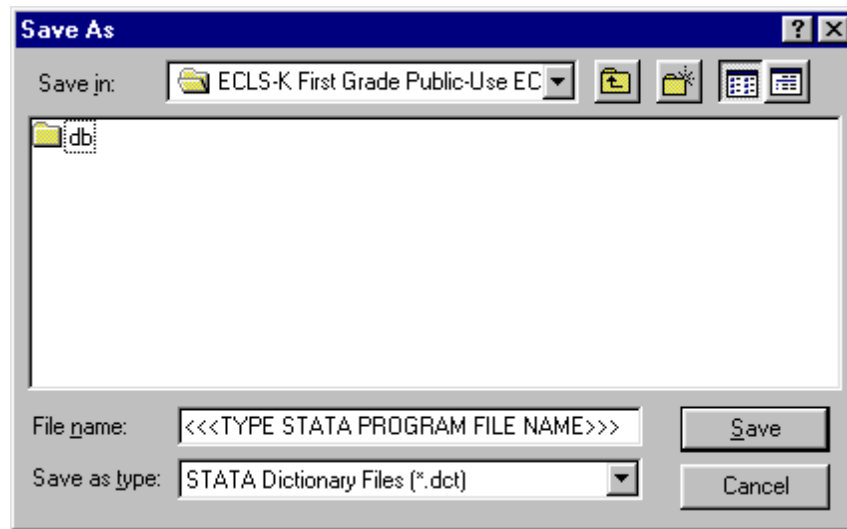 Save As
Save in: ECLS-K First Grade Public-Use EC
db
File name: <<<TYPE STATA PROGRAM FILE NAME>>> Save
Save as type: STATA Dictionary Files (*.dct) Cancel